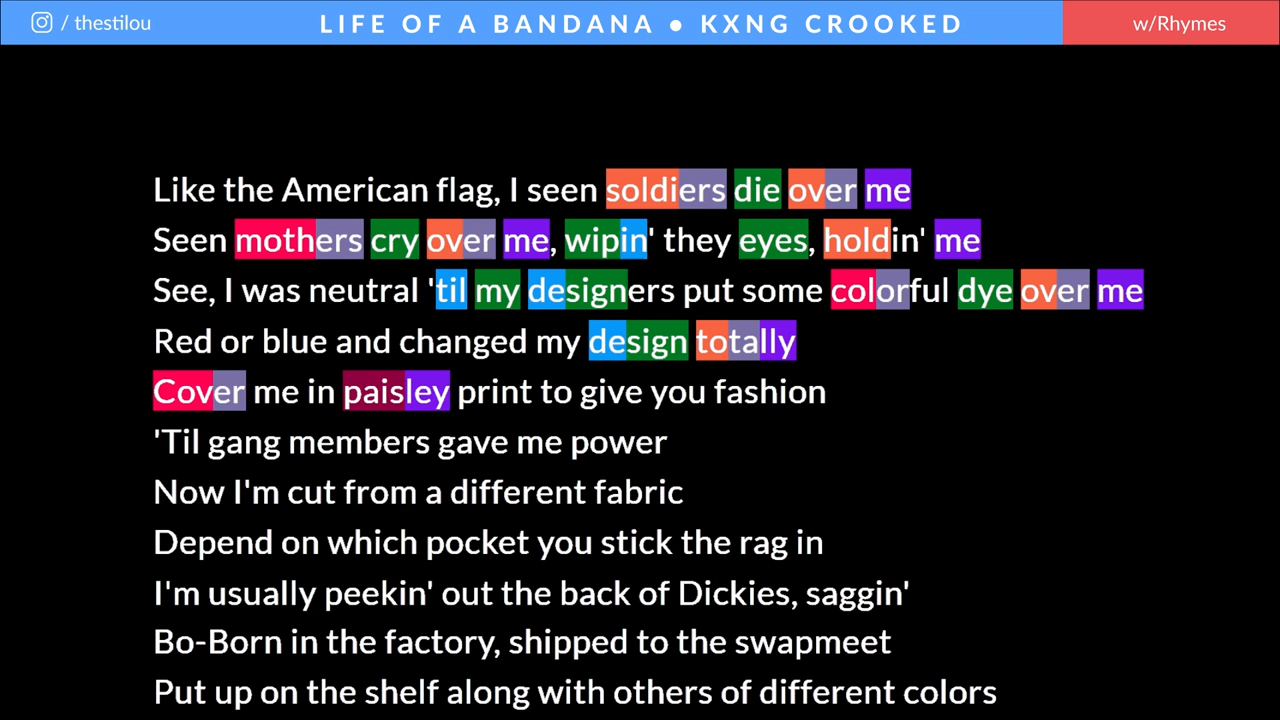 / thestilou
LIFE OF A BANDANA ● KXNG CROOKED
w/Rhymes
Like the American flag, I seen soldiers die over me
Seen mothers cry over me, wipin' they eyes, holdin' me
See, I was neutral 'til my designers put some colorful dye over me
Red or blue and changed my design totally
Cover me in paisley print to give you fashion
'Til gang members gave me power
Now I'm cut from a different fabric
Depend on which pocket you stick the rag in
I'm usually peekin' out the back of Dickies, saggin'
Bo-Born in the factory, shipped to the swapmeet
Put up on the shelf along with others of different colors